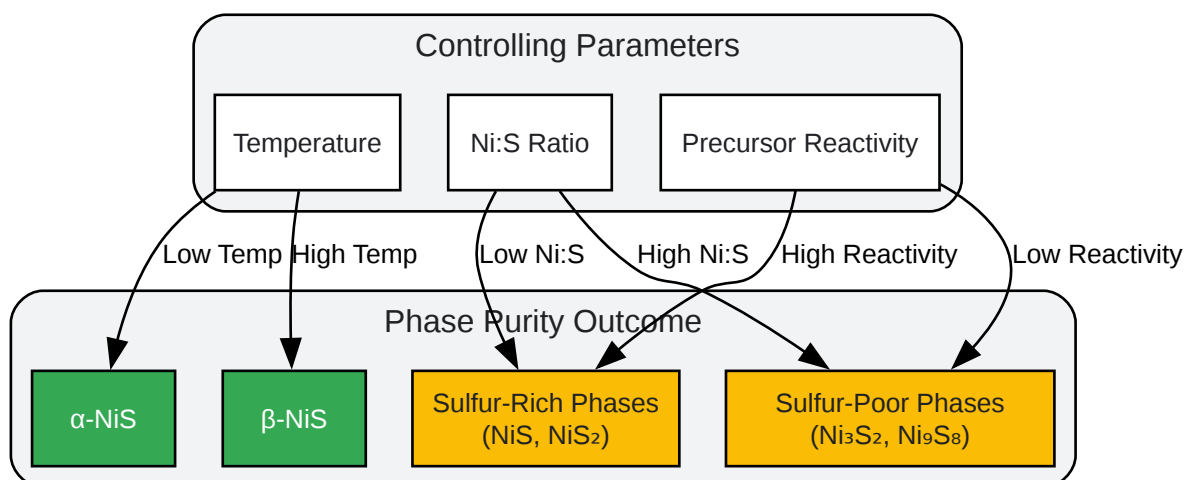 Controlling Parameters
Temperature
Ni:S Ratio
Precursor Reactivity
Low Temp
High Temp
Low Ni:S
High Ni:S
High Reactivity
Low Reactivity
Phase Purity Outcome
α-NiS
β-NiS
Sulfur-Rich Phases
(NiS, NiS₂)
Sulfur-Poor Phases
(Ni₃S₂, Ni₉S₈)